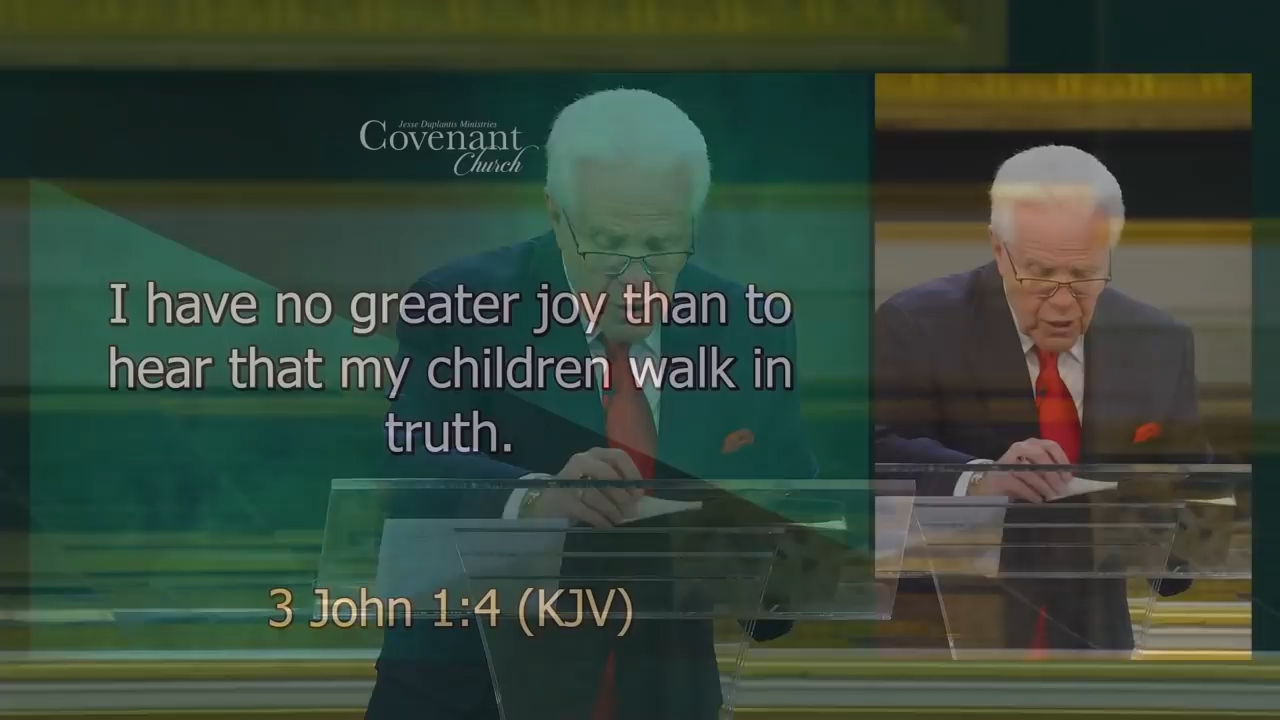 Jesse Duplantis Ministries
Covenant
Church
I have no greater joy than to
hear that my children walk in
truth.
3 John 1:4 (KJV)